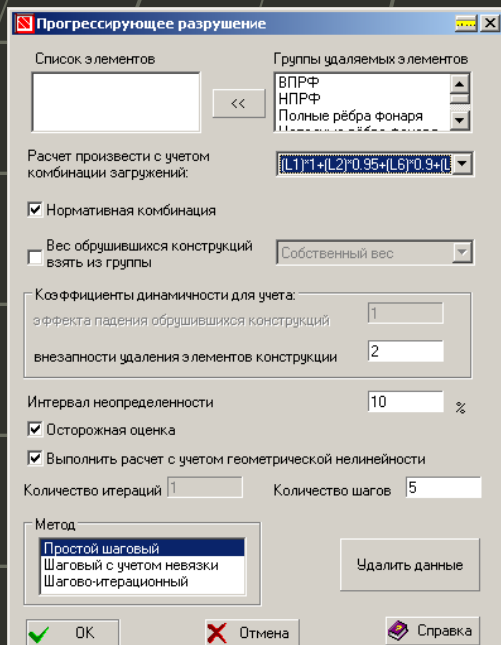 Прогрессирующее разрушение
Список элементов
Группы удаляемых элементов
ВПРФ
НПРФ
Полные рёбра фонаря
<<
Расчет произвести с учетом
комбинации загружений:
(L1)*1+(L2)*0.95+(L6)*0.9+(L
Нормативная комбинация
Вес обрушившихся конструкций
взять из группы
Собственный вес
Коэффициенты динамичности для учета:
эффекта падения обрушившихся конструкций
1
внезапности удаления элементов конструкции
2
Интервал неопределенности
10
%
Осторожная оценка
Выполнить расчет с учетом геометрической нелинейности
Количество итераций
1
Количество шагов
5
Метод
Простой шаговый
Шаговый с учетом невязки
Шагово-итерационный
Удалить данные
OK
Отмена
Справка